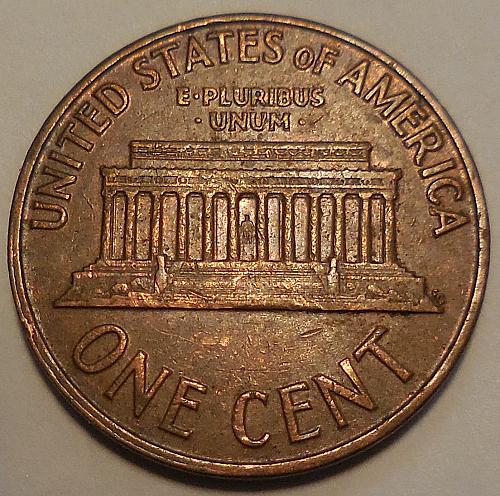 UNITED STATES OF AMERICA
E·PLURIBUS
·UNUM·
ONE CENT